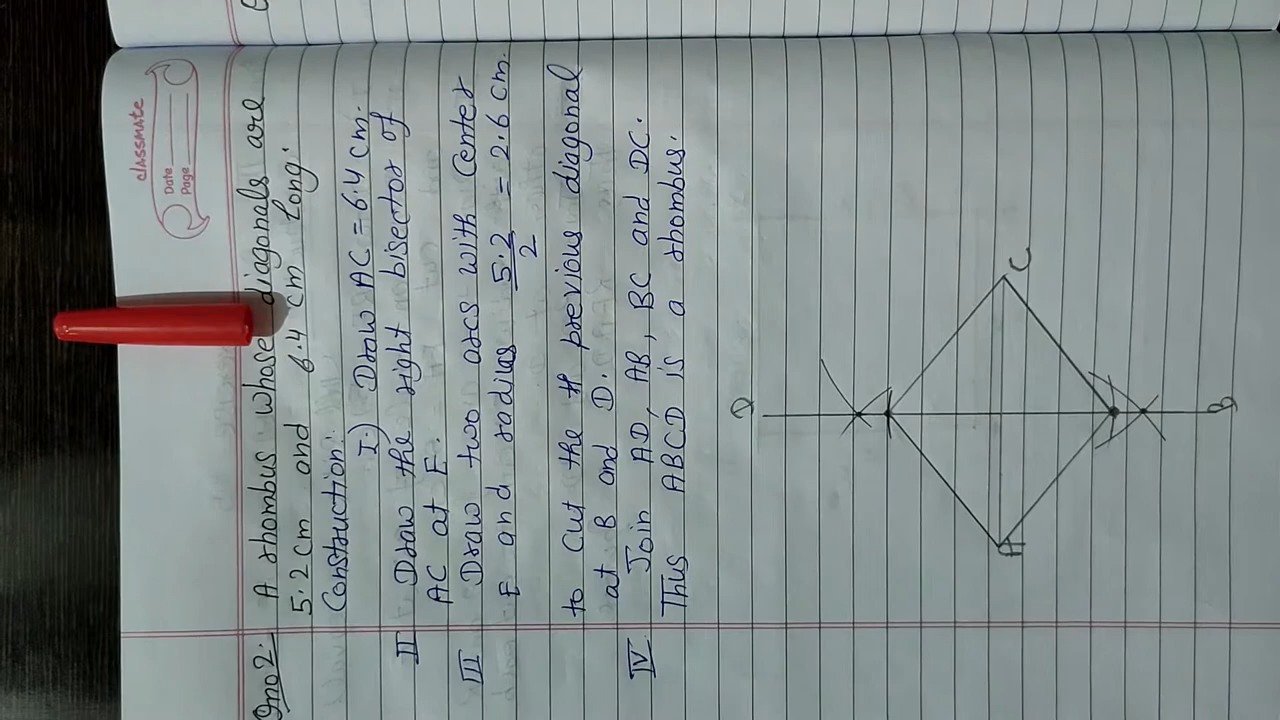 classmate
Date
Page
Qno2:- A rhombus whose diagonals are
5.2 cm and 6.4 cm long.
Construction:
I.) Draw AC = 6.4 cm.
II Draw the right bisector of
AC at E.
III Draw two arcs with Center
E and radius 5.2/2 = 2.6 cm.
to cut the previous diagonal
at B and D.
IV Join AD, AB, BC and DC.
Thus ABCD is a rhombus.
D
A
C
B